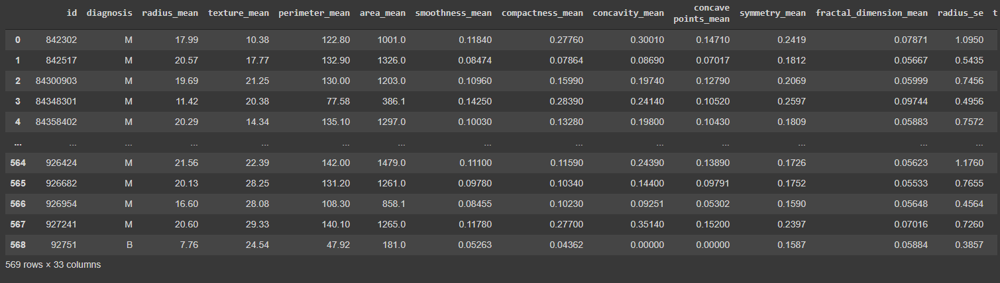 id diagnosis radius_mean texture_mean perimeter_mean area_mean smoothness_mean compactness_mean concavity_mean concave points_mean symmetry_mean fractal_dimension_mean radius_se t
0 842302 M 17.99 10.38 122.80 1001.0 0.11840 0.27760 0.30010 0.14710 0.2419 0.07871 1.0950
1 842517 M 20.57 17.77 132.90 1326.0 0.08474 0.07864 0.08690 0.07017 0.1812 0.05667 0.5435
2 84300903 M 19.69 21.25 130.00 1203.0 0.10960 0.15990 0.19740 0.12790 0.2069 0.05999 0.7456
3 84348301 M 11.42 20.38 77.58 386.1 0.14250 0.28390 0.24140 0.10520 0.2597 0.09744 0.4956
4 84358402 M 20.29 14.34 135.10 1297.0 0.10030 0.13280 0.19800 0.10430 0.1809 0.05883 0.7572
... ... ... ... ... ... ... ... ... ... ... ... ... ...
564 926424 M 21.56 22.39 142.00 1479.0 0.11100 0.11590 0.24390 0.13890 0.1726 0.05623 1.1760
565 926682 M 20.13 28.25 131.20 1261.0 0.09780 0.10340 0.14400 0.09791 0.1752 0.05533 0.7655
566 926954 M 16.60 28.08 108.30 858.1 0.08455 0.10230 0.09251 0.05302 0.1590 0.05648 0.4564
567 927241 M 20.60 29.33 140.10 1265.0 0.11780 0.27700 0.35140 0.15200 0.2397 0.07016 0.7260
568 92751 B 7.76 24.54 47.92 181.0 0.05263 0.04362 0.00000 0.00000 0.1587 0.05884 0.3857
569 rows × 33 columns